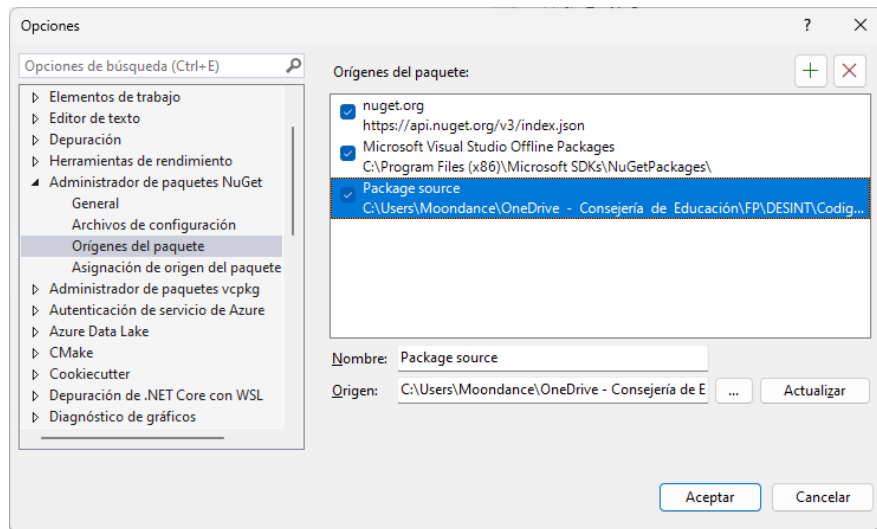 Opciones
?
Opciones de búsqueda (Ctrl+E)
Elementos de trabajo
Editor de texto
Depuración
Herramientas de rendimiento
Administrador de paquetes NuGet
General
Archivos de configuración
Orígenes del paquete
Asignación de origen del paquete
Administrador de paquetes vcpkg
Autenticación de servicio de Azure
Azure Data Lake
CMake
Cookiecutter
Depuración de .NET Core con WSL
Diagnóstico de gráficos
Orígenes del paquete:
nuget.org
https://api.nuget.org/v3/index.json
Microsoft Visual Studio Offline Packages
C:\Program Files (x86)\Microsoft SDKs\NuGetPackages\
Package source
C:\Users\Moondance\OneDrive - Consejería de Educación\FP\DESINT\Codig...
Nombre: Package source
Origen: C:\Users\Moondance\OneDrive - Consejería de E ... Actualizar
Aceptar Cancelar